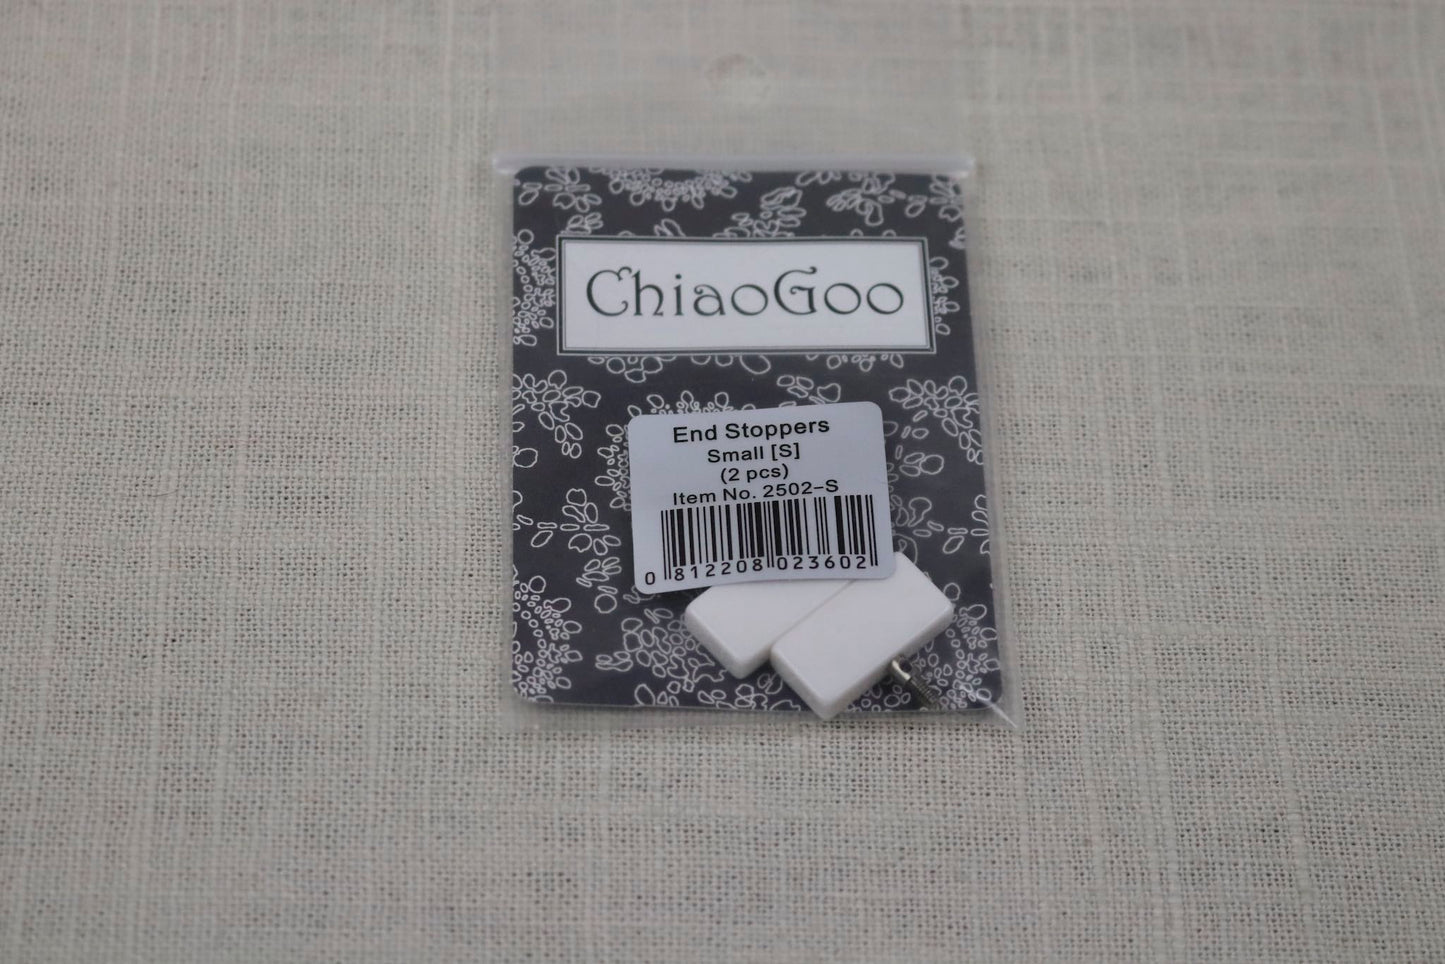 ChiaoGoo
End Stoppers
Small [S]
(2 pcs)
Item No. 2502-S
0 812208 023602